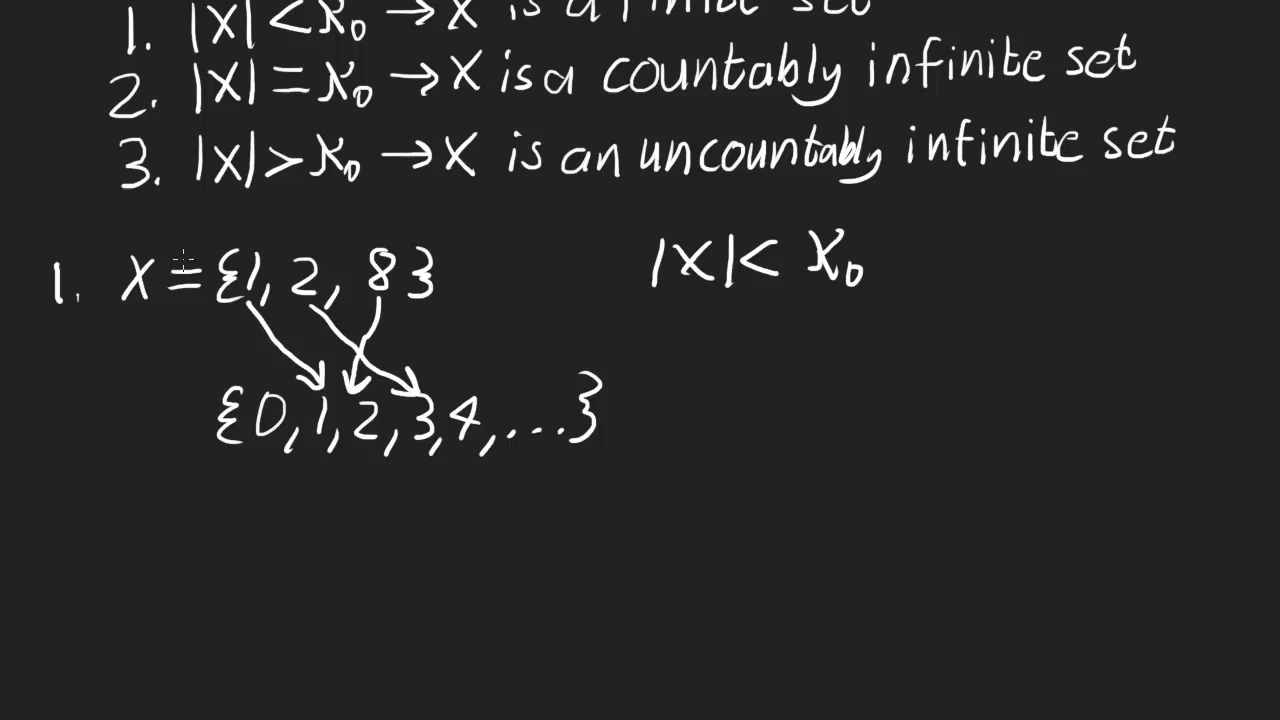 1. |X| < ℵ₀ → X is a finite set
2. |X| = ℵ₀ → X is a countably infinite set
3. |X| > ℵ₀ → X is an uncountably infinite set
1. X = {1, 2, 8} |X| < ℵ₀
{0, 1, 2, 3, 4, ...}